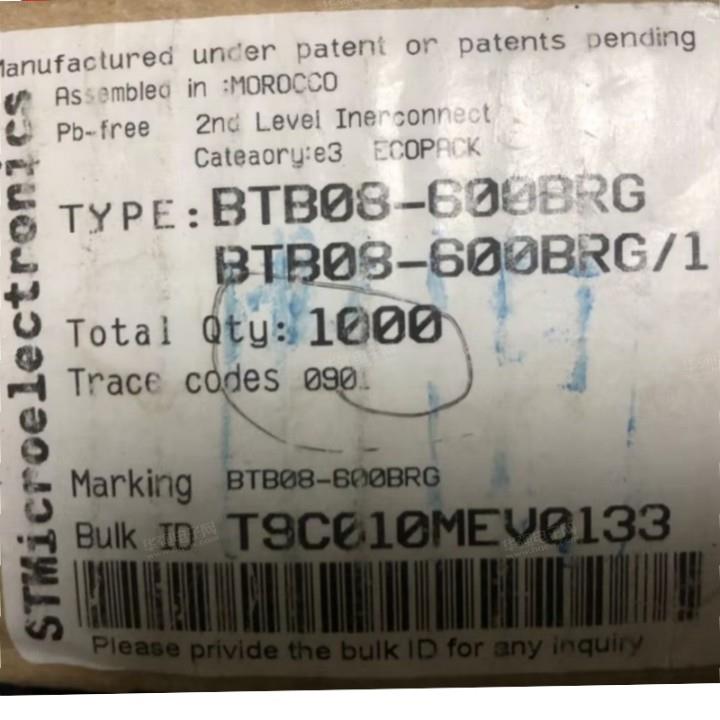 Manufactured under patent or patents pending
Assembled in :MOROCCO
Pb-free 2nd Level Inerconnect
Cateaory:e3 ECOPACK
TYPE:BTB08-600BRG
BTB08-600BRG/1
Total Qty: 1000
Trace codes 090
Marking BTB08-600BRG
Bulk ID T9C010MEV0133
Please privide the bulk ID for any inquiry
STMicroelectronics